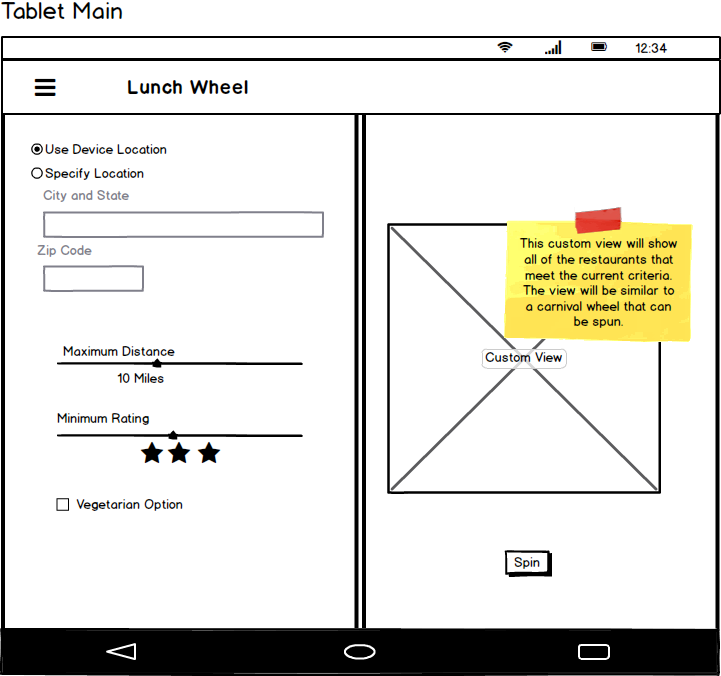 Tablet Main
12:34
Lunch Wheel
Use Device Location
Specify Location
City and State
Zip Code
Maximum Distance
10 Miles
Minimum Rating
Vegetarian Option
This custom view will show
all of the restaurants that
meet the current criteria.
The view will be similar to
a carnival wheel that can
be spun.
Custom View
Spin